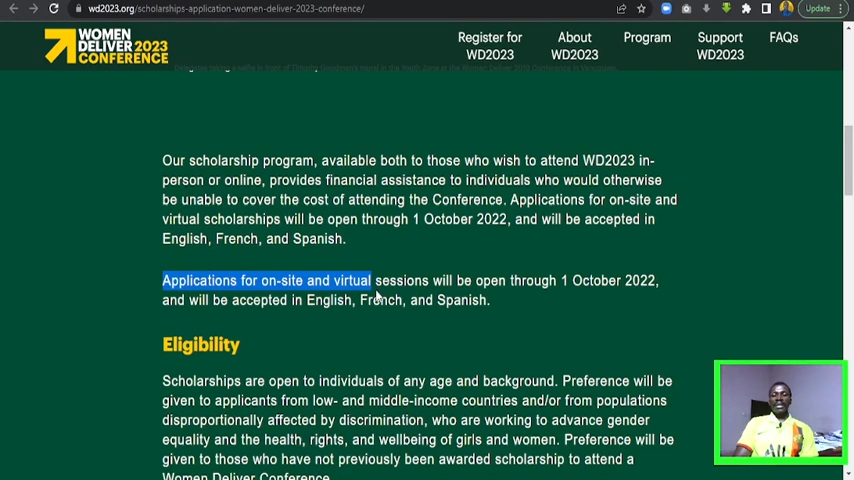 wd2023.org/scholarships-application-women-deliver-2023-conference/
Update
WOMEN
DELIVER 2023
CONFERENCE
Register for
WD2023
About
WD2023
Program
Support
WD2023
FAQs
Our scholarship program, available both to those who wish to attend WD2023 in-
person or online, provides financial assistance to individuals who would otherwise
be unable to cover the cost of attending the Conference. Applications for on-site and
virtual scholarships will be open through 1 October 2022, and will be accepted in
English, French, and Spanish.
Applications for on-site and virtual sessions will be open through 1 October 2022,
and will be accepted in English, French, and Spanish.
Eligibility
Scholarships are open to individuals of any age and background. Preference will be
given to applicants from low- and middle-income countries and/or from populations
disproportionally affected by discrimination, who are working to advance gender
equality and the health, rights, and wellbeing of girls and women. Preference will be
given to those who have not previously been awarded scholarship to attend a
Women Deliver Conference.